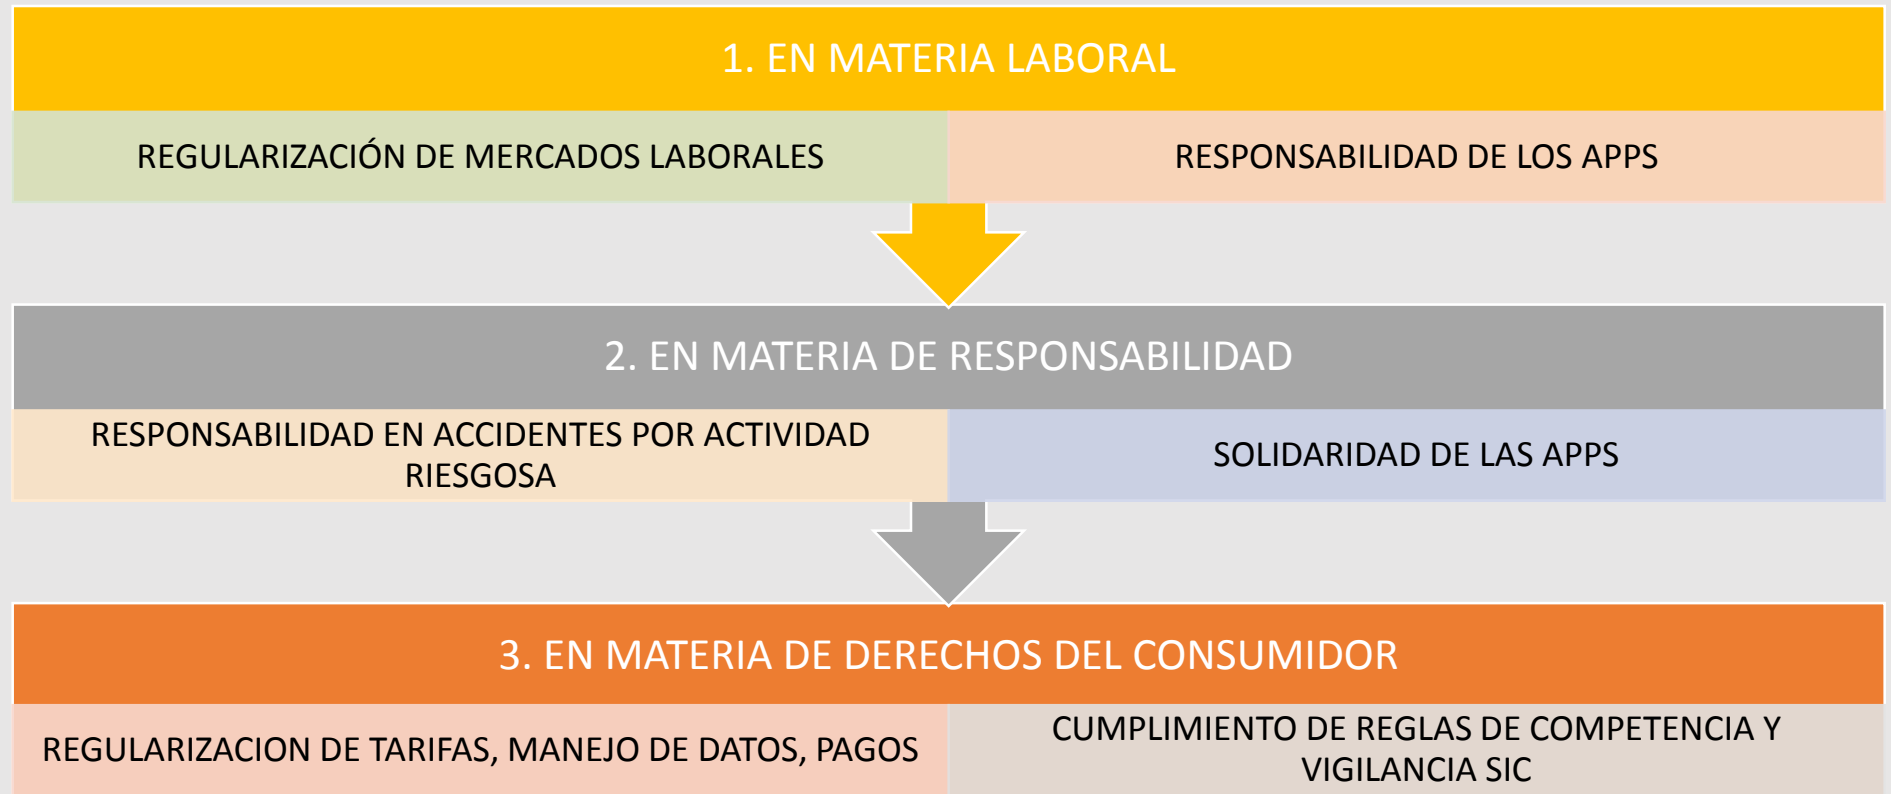 1. EN MATERIA LABORAL
REGULARIZACIÓN DE MERCADOS LABORALES
RESPONSABILIDAD DE LOS APPS
2. EN MATERIA DE RESPONSABILIDAD
RESPONSABILIDAD EN ACCIDENTES POR ACTIVIDAD
RIESGOSA
SOLIDARIDAD DE LAS APPS
3. EN MATERIA DE DERECHOS DEL CONSUMIDOR
REGULARIZACION DE TARIFAS, MANEJO DE DATOS, PAGOS
CUMPLIMIENTO DE REGLAS DE COMPETENCIA Y
VIGILANCIA SIC